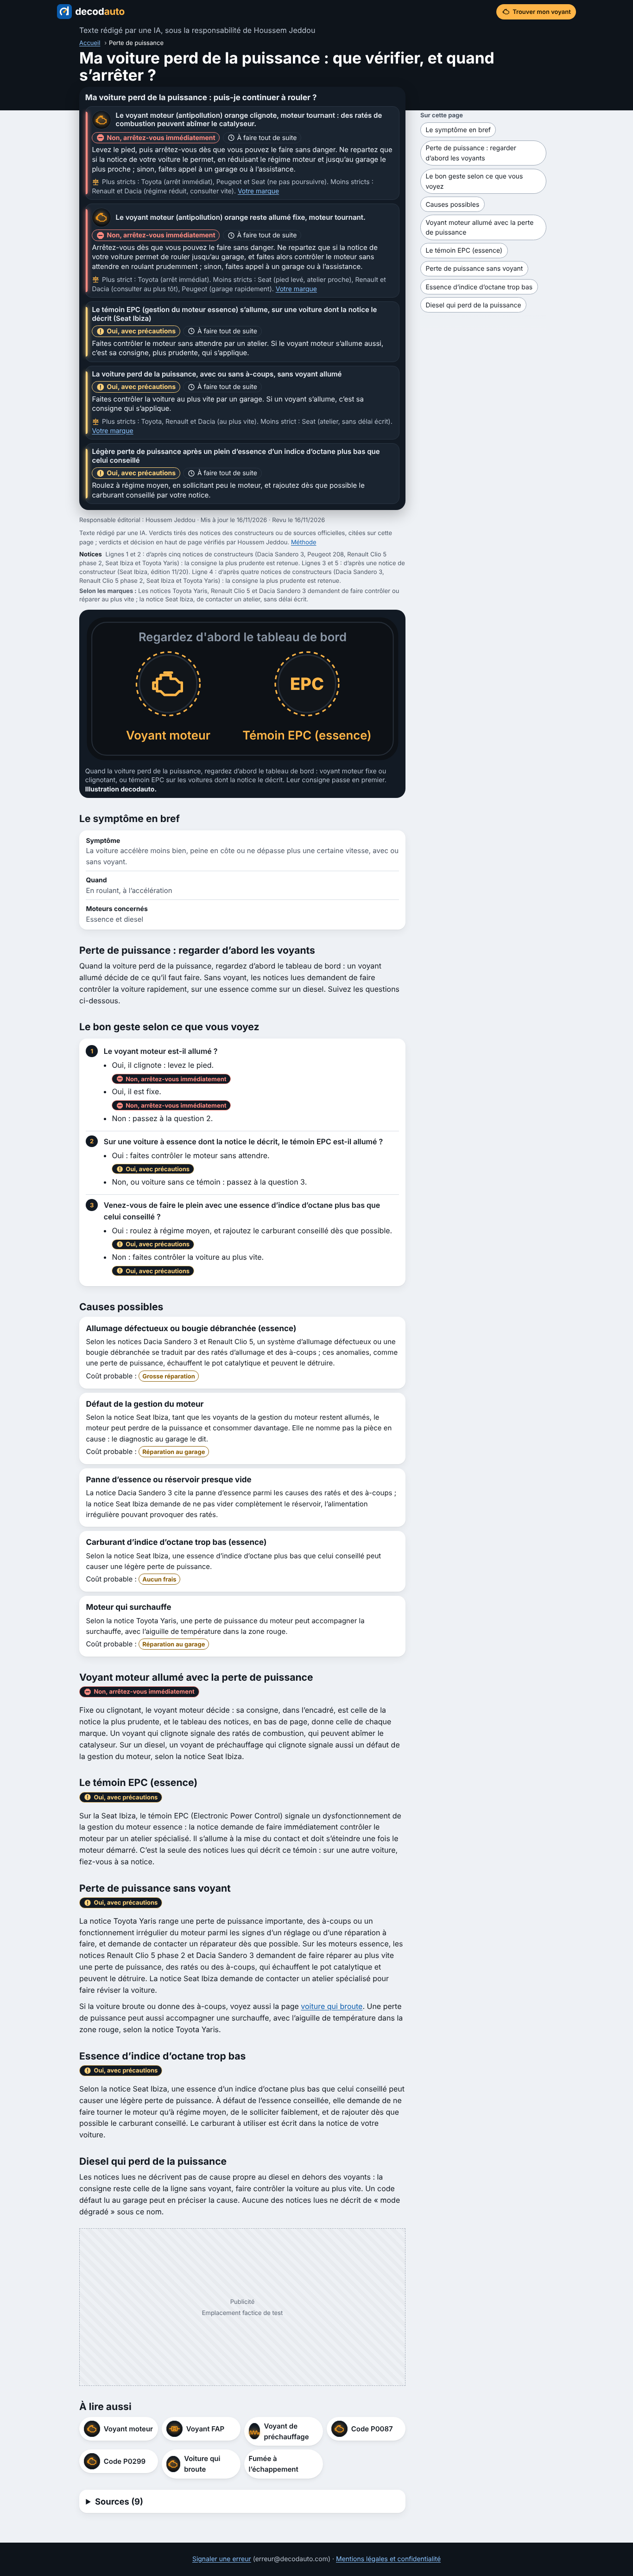 decodauto
Trouver mon voyant
Texte rédigé par une IA, sous la responsabilité de Houssem Jeddou
Accueil › Perte de puissance
Ma voiture perd de la puissance : que vérifier, et quand
s’arrêter ?
Ma voiture perd de la puissance : puis-je continuer à rouler ?
Le voyant moteur (antipollution) orange clignote, moteur tournant : des ratés de
combustion peuvent abîmer le catalyseur.
Non, arrêtez-vous immédiatement
À faire tout de suite
Levez le pied, puis arrêtez-vous dès que vous pouvez le faire sans danger. Ne repartez que
si la notice de votre voiture le permet, en réduisant le régime moteur et jusqu’au garage le
plus proche ; sinon, faites appel à un garage ou à l’assistance.
Plus stricts : Toyota (arrêt immédiat), Peugeot et Seat (ne pas poursuivre). Moins stricts :
Renault et Dacia (régime réduit, consulter vite). Votre marque
Le voyant moteur (antipollution) orange reste allumé fixe, moteur tournant.
Non, arrêtez-vous immédiatement
À faire tout de suite
Arrêtez-vous dès que vous pouvez le faire sans danger. Ne repartez que si la notice de
votre voiture permet de rouler jusqu’au garage, et faites alors contrôler le moteur sans
attendre en roulant prudemment ; sinon, faites appel à un garage ou à l’assistance.
Plus strict : Toyota (arrêt immédiat). Moins stricts : Seat (pied levé, atelier proche), Renault et
Dacia (consulter au plus tôt), Peugeot (garage rapidement). Votre marque
Le témoin EPC (gestion du moteur essence) s’allume, sur une voiture dont la notice le
décrit (Seat Ibiza)
Oui, avec précautions
À faire tout de suite
Faites contrôler le moteur sans attendre par un atelier. Si le voyant moteur s’allume aussi,
c’est sa consigne, plus prudente, qui s’applique.
La voiture perd de la puissance, avec ou sans à-coups, sans voyant allumé
Oui, avec précautions
À faire tout de suite
Faites contrôler la voiture au plus vite par un garage. Si un voyant s’allume, c’est sa
consigne qui s’applique.
Plus stricts : Toyota, Renault et Dacia (au plus vite). Moins strict : Seat (atelier, sans délai écrit).
Votre marque
Légère perte de puissance après un plein d’essence d’un indice d’octane plus bas que
celui conseillé
Oui, avec précautions
À faire tout de suite
Roulez à régime moyen, en sollicitant peu le moteur, et rajoutez dès que possible le
carburant conseillé par votre notice.
Responsable éditorial : Houssem Jeddou · Mis à jour le 16/11/2026 · Revu le 16/11/2026
Texte rédigé par une IA. Verdicts tirés des notices des constructeurs ou de sources officielles, citées sur cette
page ; verdicts et décision en haut de page vérifiés par Houssem Jeddou. Méthode
Notices Lignes 1 et 2 : d’après cinq notices de constructeurs (Dacia Sandero 3, Peugeot 208, Renault Clio 5
phase 2, Seat Ibiza et Toyota Yaris) : la consigne la plus prudente est retenue. Lignes 3 et 5 : d’après une notice de
constructeur (Seat Ibiza, édition 11/20). Ligne 4 : d’après quatre notices de constructeurs (Dacia Sandero 3,
Renault Clio 5 phase 2, Seat Ibiza et Toyota Yaris) : la consigne la plus prudente est retenue.
Selon les marques : Les notices Toyota Yaris, Renault Clio 5 et Dacia Sandero 3 demandent de faire contrôler ou
réparer au plus vite ; la notice Seat Ibiza, de contacter un atelier, sans délai écrit.
Regardez d'abord le tableau de bord
EPC
Voyant moteur
Témoin EPC (essence)
Quand la voiture perd de la puissance, regardez d’abord le tableau de bord : voyant moteur fixe ou
clignotant, ou témoin EPC sur les voitures dont la notice le décrit. Leur consigne passe en premier.
Illustration decodauto.
Le symptôme en bref
Symptôme
La voiture accélère moins bien, peine en côte ou ne dépasse plus une certaine vitesse, avec ou
sans voyant.
Quand
En roulant, à l’accélération
Moteurs concernés
Essence et diesel
Perte de puissance : regarder d’abord les voyants
Quand la voiture perd de la puissance, regardez d’abord le tableau de bord : un voyant
allumé décide de ce qu’il faut faire. Sans voyant, les notices lues demandent de faire
contrôler la voiture rapidement, sur une essence comme sur un diesel. Suivez les questions
ci-dessous.
Le bon geste selon ce que vous voyez
1 Le voyant moteur est-il allumé ?
• Oui, il clignote : levez le pied.
Non, arrêtez-vous immédiatement
• Oui, il est fixe.
Non, arrêtez-vous immédiatement
• Non : passez à la question 2.
2 Sur une voiture à essence dont la notice le décrit, le témoin EPC est-il allumé ?
• Oui : faites contrôler le moteur sans attendre.
Oui, avec précautions
• Non, ou voiture sans ce témoin : passez à la question 3.
3 Venez-vous de faire le plein avec une essence d’indice d’octane plus bas que
celui conseillé ?
• Oui : roulez à régime moyen, et rajoutez le carburant conseillé dès que possible.
Oui, avec précautions
• Non : faites contrôler la voiture au plus vite.
Oui, avec précautions
Causes possibles
Allumage défectueux ou bougie débranchée (essence)
Selon les notices Dacia Sandero 3 et Renault Clio 5, un système d’allumage défectueux ou une
bougie débranchée se traduit par des ratés d’allumage et des à-coups ; ces anomalies, comme
une perte de puissance, échauffent le pot catalytique et peuvent le détruire.
Coût probable : Grosse réparation
Défaut de la gestion du moteur
Selon la notice Seat Ibiza, tant que les voyants de la gestion du moteur restent allumés, le
moteur peut perdre de la puissance et consommer davantage. Elle ne nomme pas la pièce en
cause : le diagnostic au garage le dit.
Coût probable : Réparation au garage
Panne d’essence ou réservoir presque vide
La notice Dacia Sandero 3 cite la panne d’essence parmi les causes des ratés et des à-coups ;
la notice Seat Ibiza demande de ne pas vider complètement le réservoir, l’alimentation
irrégulière pouvant provoquer des ratés.
Carburant d’indice d’octane trop bas (essence)
Selon la notice Seat Ibiza, une essence d’indice d’octane plus bas que celui conseillé peut
causer une légère perte de puissance.
Coût probable : Aucun frais
Moteur qui surchauffe
Selon la notice Toyota Yaris, une perte de puissance du moteur peut accompagner la
surchauffe, avec l’aiguille de température dans la zone rouge.
Coût probable : Réparation au garage
Voyant moteur allumé avec la perte de puissance
Non, arrêtez-vous immédiatement
Fixe ou clignotant, le voyant moteur décide : sa consigne, dans l’encadré, est celle de la
notice la plus prudente, et le tableau des notices, en bas de page, donne celle de chaque
marque. Un voyant qui clignote signale des ratés de combustion, qui peuvent abîmer le
catalyseur. Sur un diesel, un voyant de préchauffage qui clignote signale aussi un défaut de
la gestion du moteur, selon la notice Seat Ibiza.
Le témoin EPC (essence)
Oui, avec précautions
Sur la Seat Ibiza, le témoin EPC (Electronic Power Control) signale un dysfonctionnement de
la gestion du moteur essence : la notice demande de faire immédiatement contrôler le
moteur par un atelier spécialisé. Il s’allume à la mise du contact et doit s’éteindre une fois le
moteur démarré. C’est la seule des notices lues qui décrit ce témoin : sur une autre voiture,
fiez-vous à sa notice.
Perte de puissance sans voyant
Oui, avec précautions
La notice Toyota Yaris range une perte de puissance importante, des à-coups ou un
fonctionnement irrégulier du moteur parmi les signes d’un réglage ou d’une réparation à
faire, et demande de contacter un réparateur dès que possible. Sur les moteurs essence, les
notices Renault Clio 5 phase 2 et Dacia Sandero 3 demandent de faire réparer au plus vite
une perte de puissance, des ratés ou des à-coups, qui échauffent le pot catalytique et
peuvent le détruire. La notice Seat Ibiza demande de contacter un atelier spécialisé pour
faire réviser la voiture.
Si la voiture broute ou donne des à-coups, voyez aussi la page voiture qui broute. Une perte
de puissance peut aussi accompagner une surchauffe, avec l’aiguille de température dans la
zone rouge, selon la notice Toyota Yaris.
Essence d’indice d’octane trop bas
Oui, avec précautions
Selon la notice Seat Ibiza, une essence d’indice d’octane plus bas que celui conseillé peut
causer une légère perte de puissance. À défaut de l’essence conseillée, elle demande de ne
faire tourner le moteur qu’à régime moyen, de le solliciter faiblement, et de rajouter dès que
possible le carburant conseillé. Le carburant à utiliser est écrit dans la notice de votre
voiture.
Diesel qui perd de la puissance
Les notices lues ne décrivent pas de cause propre au diesel en dehors des voyants : la
consigne reste celle de la ligne sans voyant, faire contrôler la voiture au plus vite. Un code
défaut lu au garage peut en préciser la cause. Aucune des notices lues ne décrit de « mode
dégradé » sous ce nom.
Publicité
Emplacement factice de test
À lire aussi
Voyant moteur
Voyant FAP
Voyant de
préchauffage
Code P0087
Code P0299
Voiture qui
broute
Fumée à
l’échappement
▶ Sources (9)
Sur cette page
Le symptôme en bref
Perte de puissance : regarder
d’abord les voyants
Le bon geste selon ce que vous
voyez
Causes possibles
Voyant moteur allumé avec la perte
de puissance
Le témoin EPC (essence)
Perte de puissance sans voyant
Essence d’indice d’octane trop bas
Diesel qui perd de la puissance
Signaler une erreur (erreur@decodauto.com) · Mentions légales et confidentialité